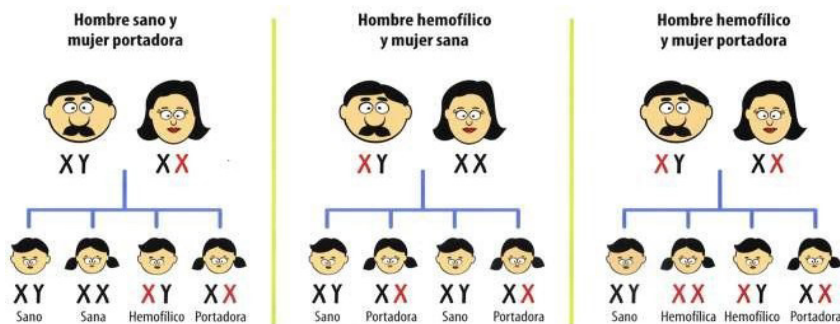 Hombre sano y
mujer portadora
XY XX
XY XX XY XX
Sano Sana Hemofílico Portadora
Hombre hemofílico
y mujer sana
XY XX
XY XX XY XX
Sano Portadora Sano Portadora
Hombre hemofílico
y mujer portadora
XY XX
XY XX XY XX
Sano Hemofílica Hemofílico Portadora